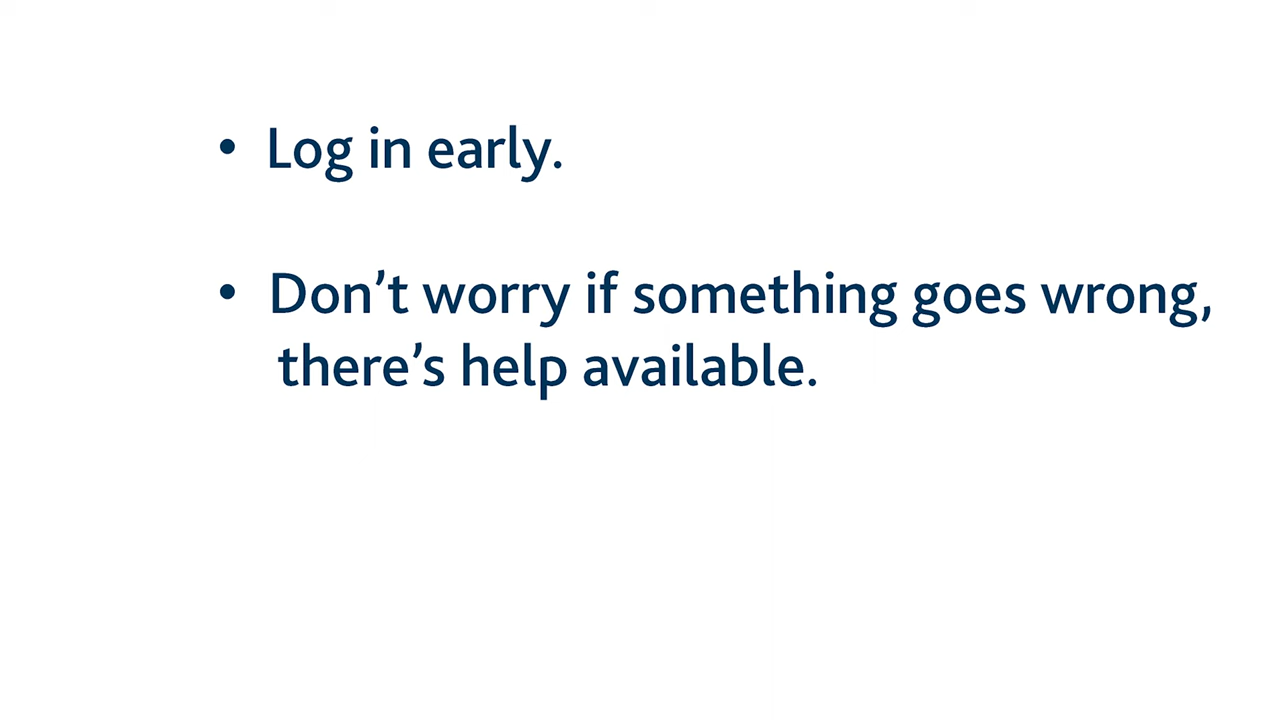 • Log in early.
• Don’t worry if something goes wrong,
there’s help available.